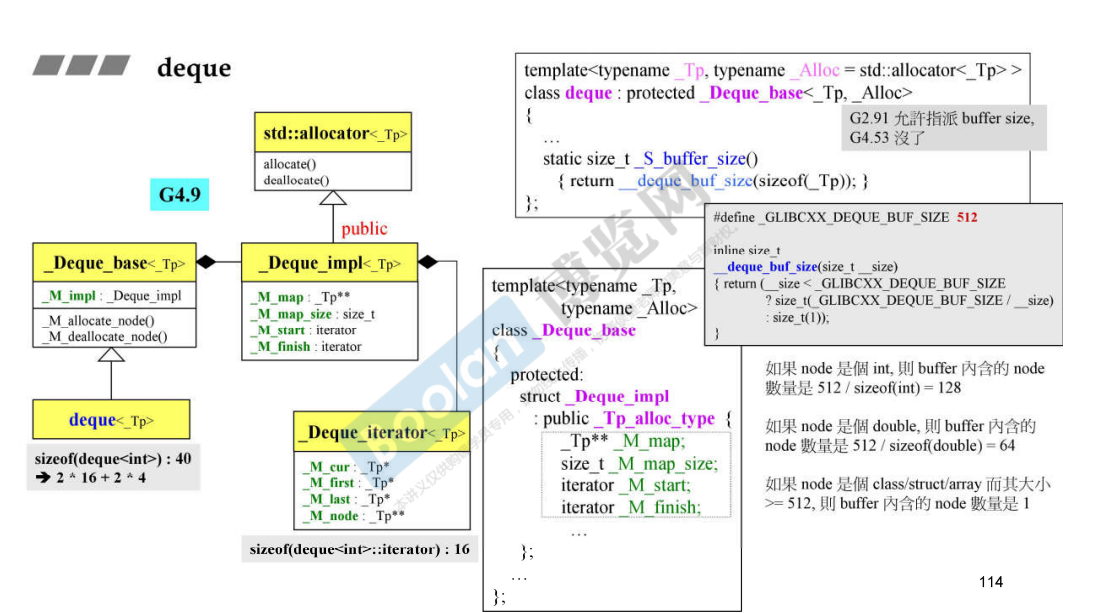 deque
std::allocator<_Tp>
allocate()
deallocate()
G4.9
public
_Deque_base<_Tp>
_M_impl : _Deque_impl
_M_allocate_node()
_M_deallocate_node()
_Deque_impl<_Tp>
_M_map : _Tp**
_M_map_size : size_t
_M_start : iterator
_M_finish : iterator
deque<_Tp>
sizeof(deque<int>) : 40
➔ 2 * 16 + 2 * 4
_Deque_iterator<_Tp>
_M_cur : _Tp*
_M_first : _Tp*
_M_last : _Tp*
_M_node : _Tp**
sizeof(deque<int>::iterator) : 16
template<typename _Tp, typename _Alloc = std::allocator<_Tp> >
class deque : protected _Deque_base<_Tp, _Alloc>
{
…
static size_t _S_buffer_size()
{ return __deque_buf_size(sizeof(_Tp)); }
};
G2.91 允許指派 buffer size,
G4.53 沒了
#define _GLIBCXX_DEQUE_BUF_SIZE 512
inline size_t
__deque_buf_size(size_t __size)
{ return (__size < _GLIBCXX_DEQUE_BUF_SIZE
? size_t(_GLIBCXX_DEQUE_BUF_SIZE / __size)
: size_t(1));
}
template<typename _Tp,
typename _Alloc>
class _Deque_base
{
protected:
struct _Deque_impl
: public _Tp_alloc_type {
_Tp** _M_map;
size_t _M_map_size;
iterator _M_start;
iterator _M_finish;
…
};
…
};
如果 node 是個 int, 則 buffer 內含的 node
數量是 512 / sizeof(int) = 128
如果 node 是個 double, 則 buffer 內含的
node 數量是 512 / sizeof(double) = 64
如果 node 是個 class/struct/array 而其大小
>= 512, 則 buffer 內含的 node 數量是 1
boolan 博览网
114